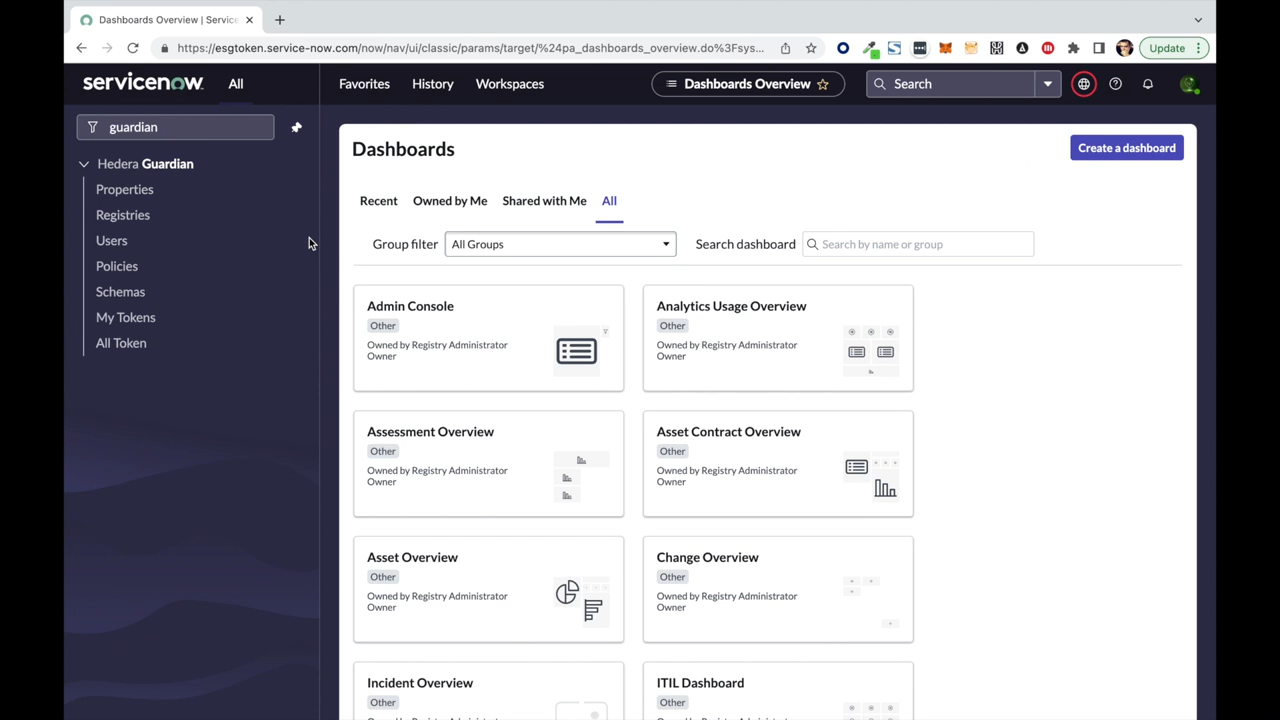 Dashboards Overview | Service
https://esgtoken.service-now.com/now/nav/ui/classic/params/target/%24pa_dashboards_overview.do%3Fsys...
Update
servicenow
All
Favorites
History
Workspaces
Dashboards Overview
Search
guardian
Hedera Guardian
Properties
Registries
Users
Policies
Schemas
My Tokens
All Token
Dashboards
Create a dashboard
Recent
Owned by Me
Shared with Me
All
Group filter
All Groups
Search dashboard
Search by name or group
Admin Console
Other
Owned by Registry Administrator
Owner
Analytics Usage Overview
Other
Owned by Registry Administrator
Owner
Assessment Overview
Other
Owned by Registry Administrator
Owner
Asset Contract Overview
Other
Owned by Registry Administrator
Owner
Asset Overview
Other
Owned by Registry Administrator
Owner
Change Overview
Other
Owned by Registry Administrator
Owner
Incident Overview
Other
ITIL Dashboard
Other